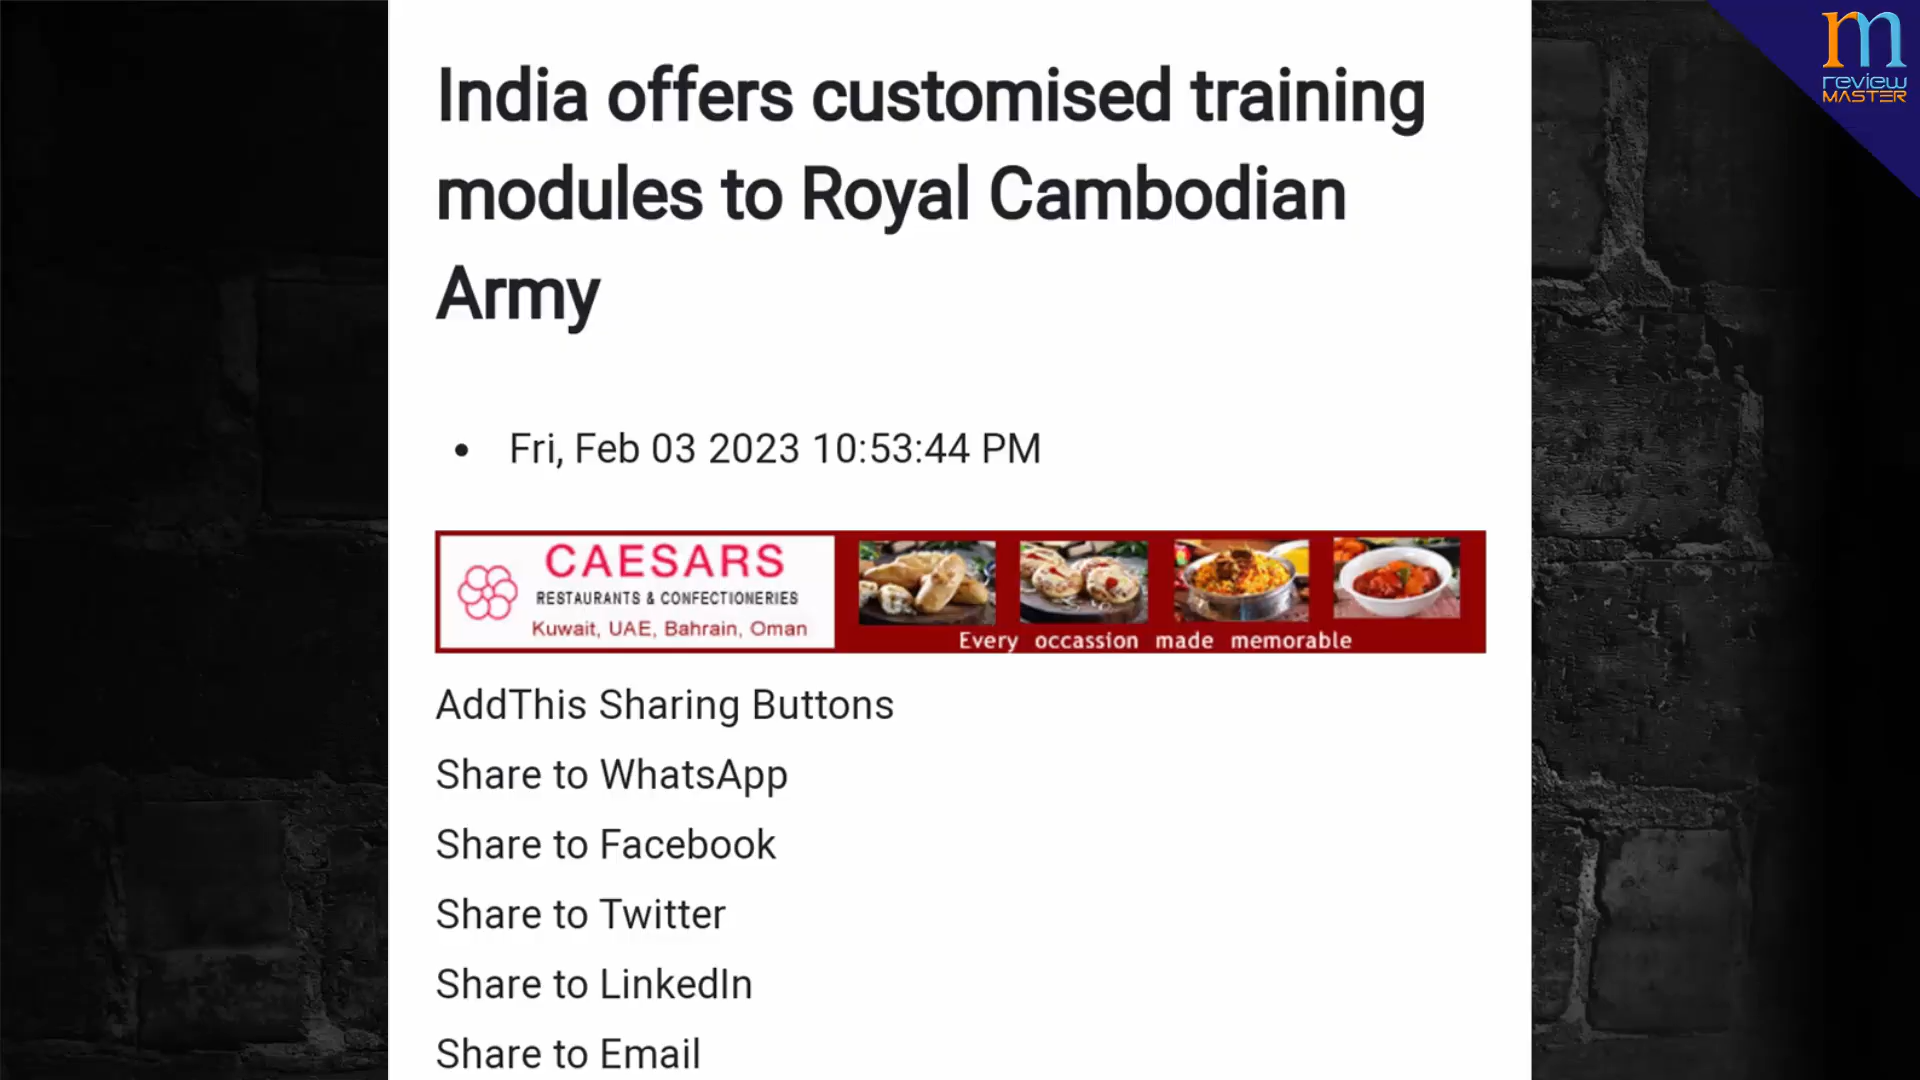 m
review
MASTER
India offers customised training
modules to Royal Cambodian
Army
• Fri, Feb 03 2023 10:53:44 PM
CAESARS
RESTAURANTS & CONFECTIONERIES
Kuwait, UAE, Bahrain, Oman
Every occassion made memorable
AddThis Sharing Buttons
Share to WhatsApp
Share to Facebook
Share to Twitter
Share to LinkedIn
Share to Email